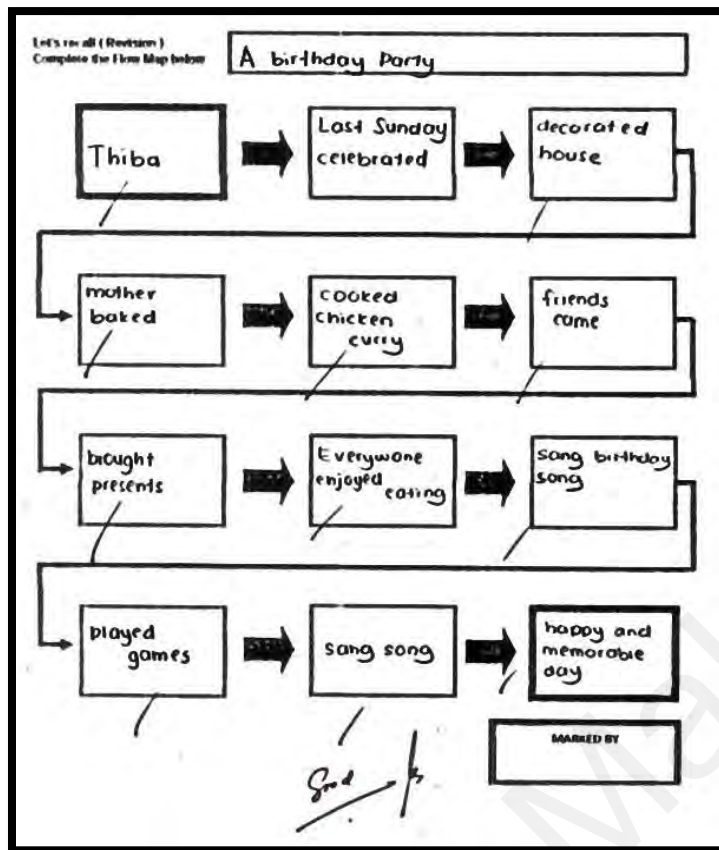 Let's recall ( Revision )
Complete the Flow Map below
A birthday Party
Thiba
Last Sunday
celebrated
decorated
house
mother
baked
cooked
chicken
curry
friends
came
brought
presents
Everywone
enjoyed
eating
sang birthday
song
played
games
sang song
happy and
memorable
day
MARKED BY
Good